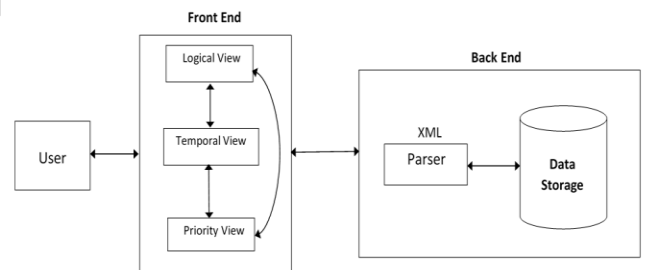 Front End
Logical View
Back End
Temporal View
XML
User
Parser
Data
Storage
Priority View